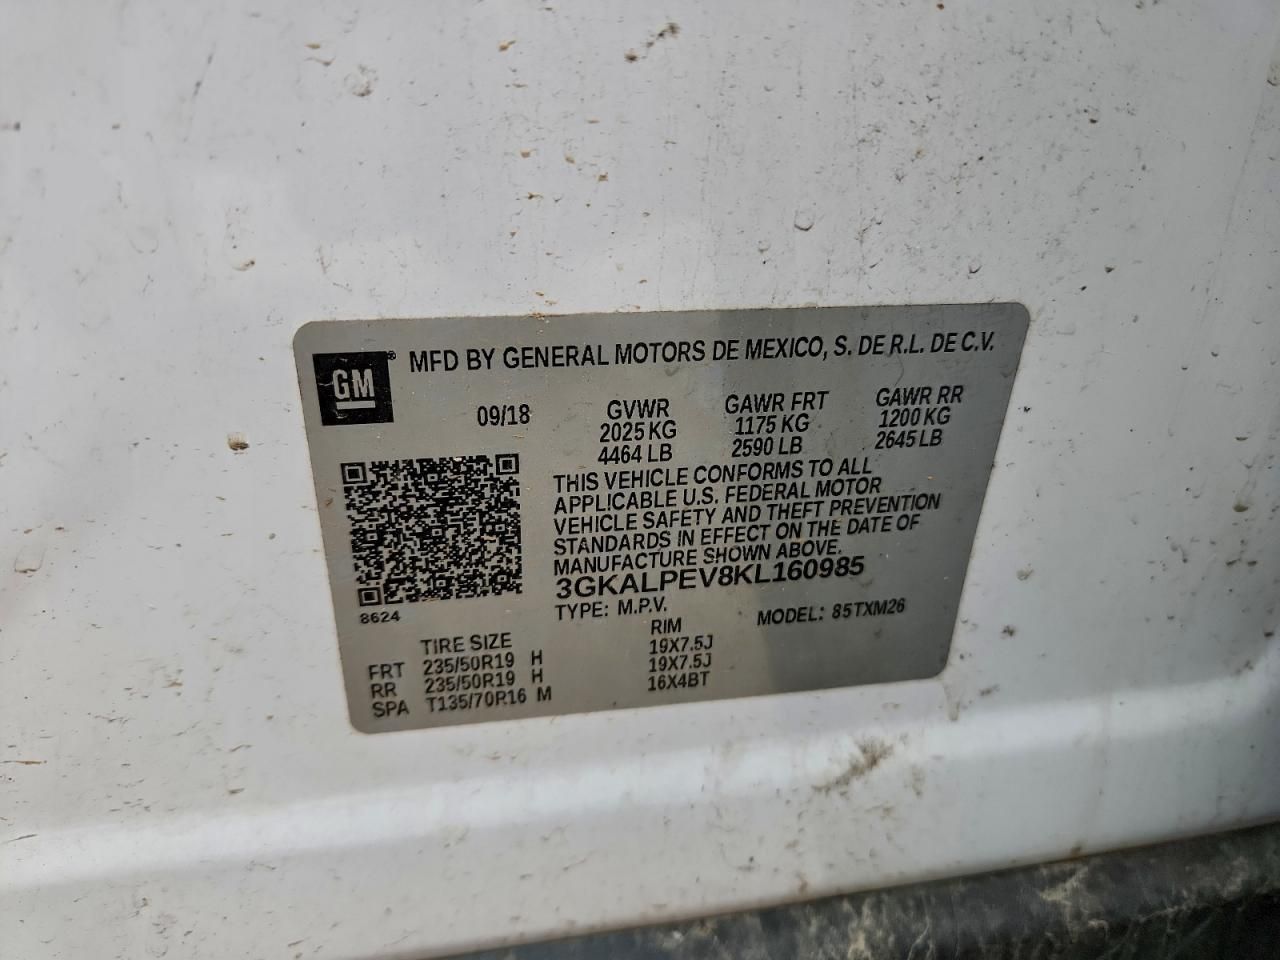 GM ® MFD BY GENERAL MOTORS DE MEXICO, S. DE R.L. DE C.V.
09/18 GVWR GAWR FRT GAWR RR
2025 KG 1175 KG 1200 KG
4464 LB 2590 LB 2645 LB
THIS VEHICLE CONFORMS TO ALL
APPLICABLE U.S. FEDERAL MOTOR
VEHICLE SAFETY AND THEFT PREVENTION
STANDARDS IN EFFECT ON THE DATE OF
MANUFACTURE SHOWN ABOVE.
3GKALPEV8KL160985
8624
TYPE: M.P.V. MODEL: 85TXM26
TIRE SIZE RIM
FRT 235/50R19 H 19X7.5J
RR 235/50R19 H 19X7.5J
SPA T135/70R16 M 16X4BT